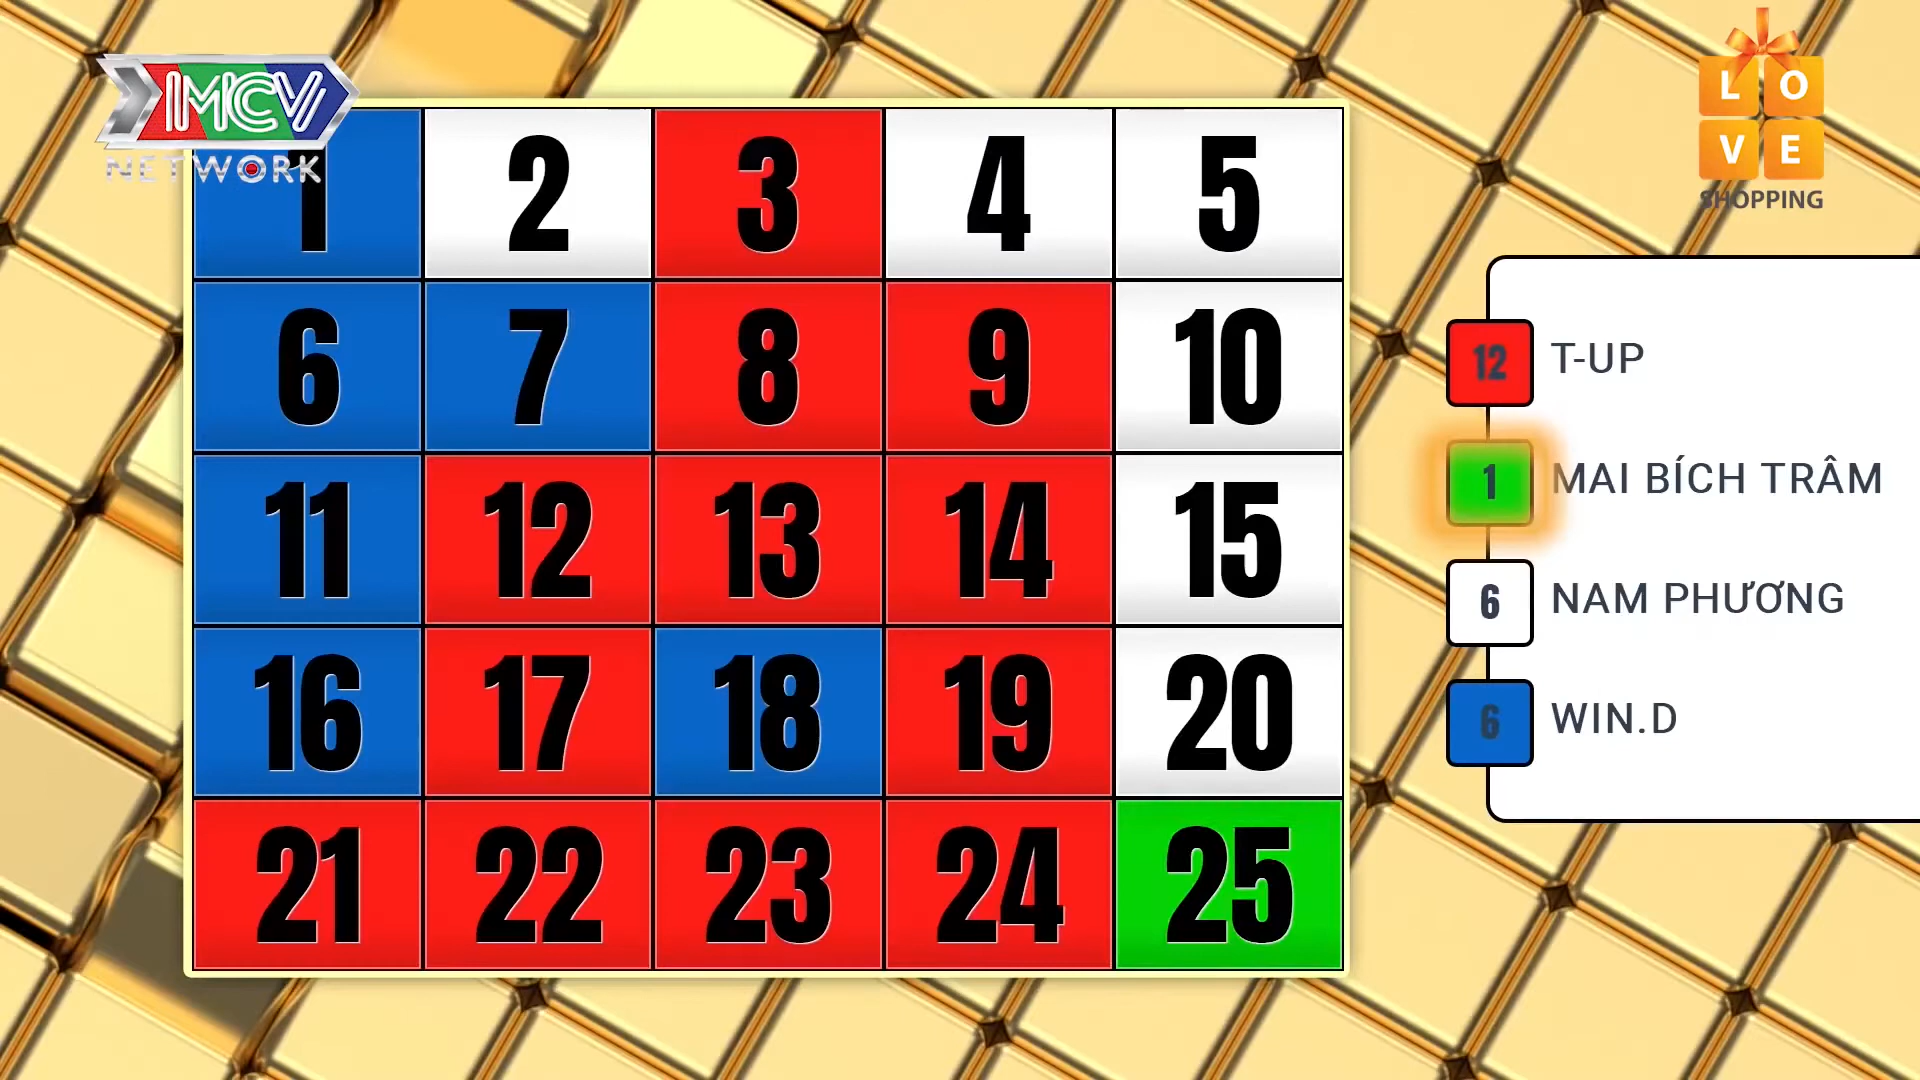 MCV
NETWORK
L O
V E
SHOPPING
1 2 3 4 5
6 7 8 9 10
11 12 13 14 15
16 17 18 19 20
21 22 23 24 25
12 T-UP
1 MAI BÍCH TRÂM
6 NAM PHƯƠNG
6 WIN.D